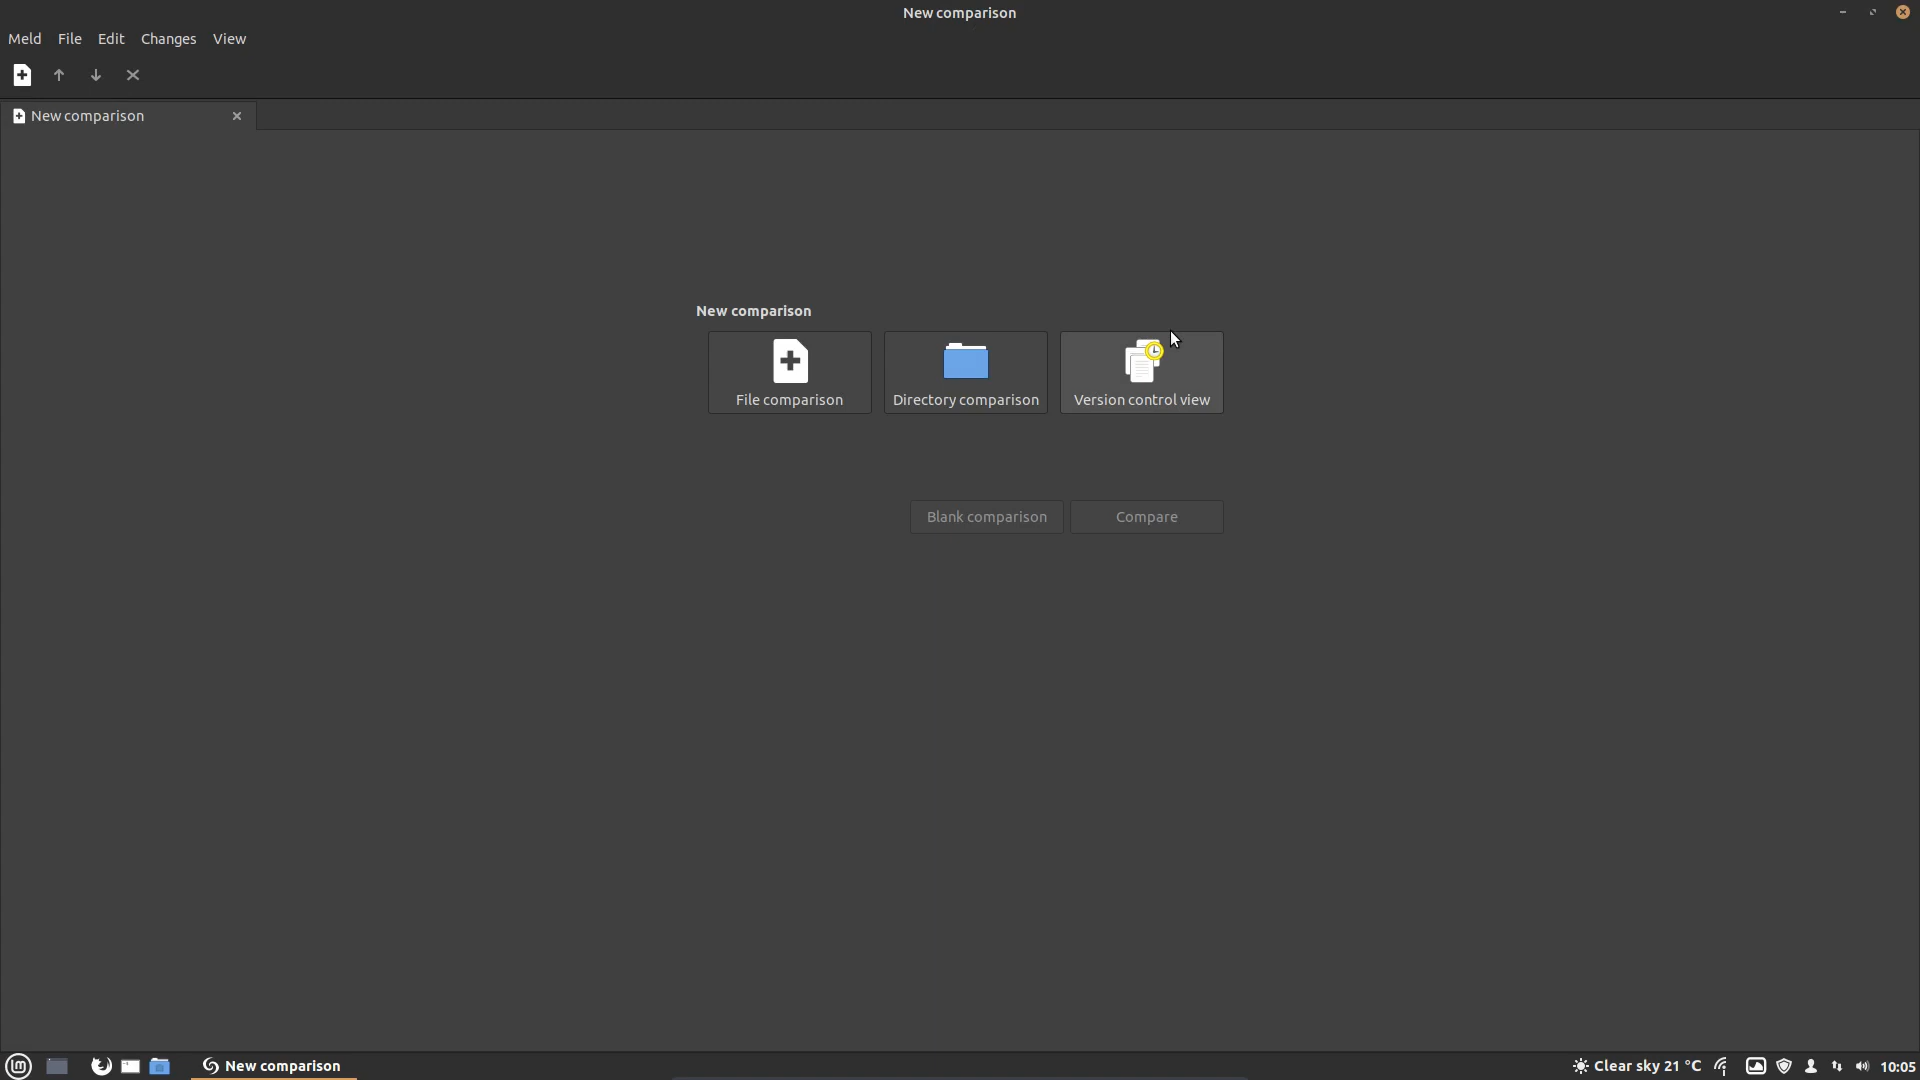 New comparison
Meld File Edit Changes View
New comparison
New comparison
File comparison Directory comparison Version control view
Blank comparison Compare
New comparison Clear sky 21 °C 10:05